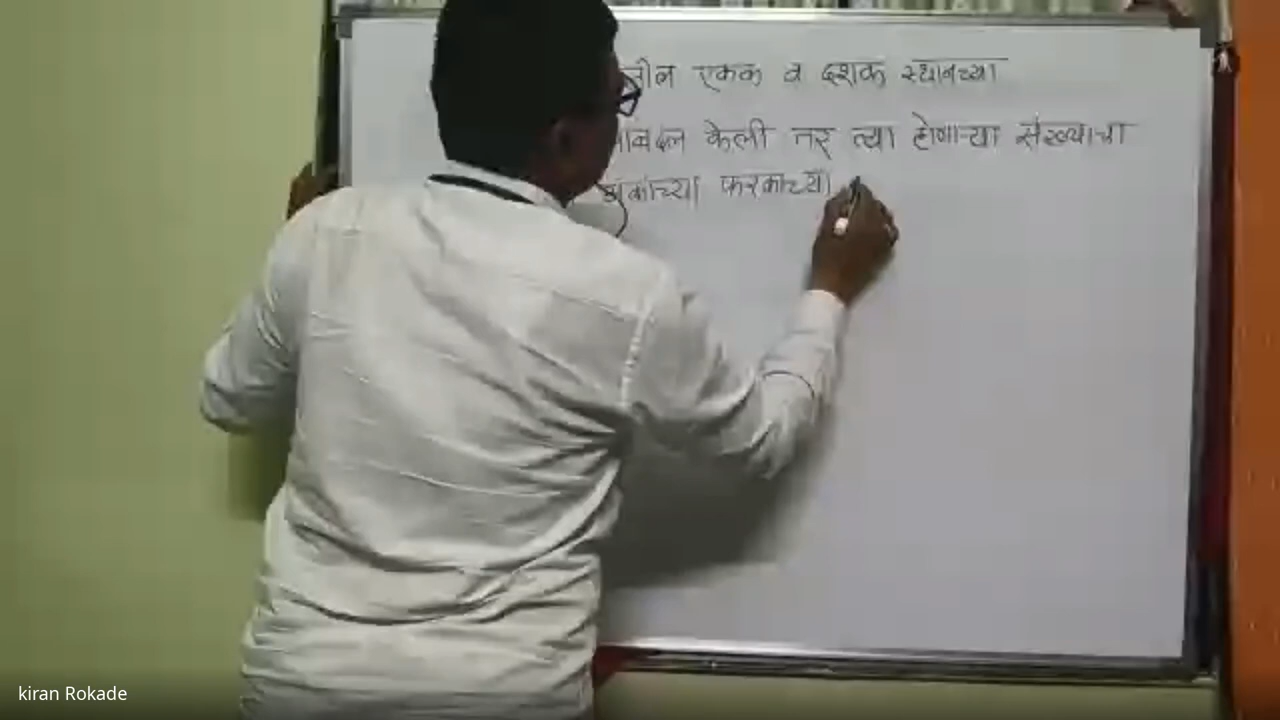 एकक व दशक स्थानच्या
केली तर त्या होणाऱ्या संख्याचा
फरकाच्या
kiran Rokade